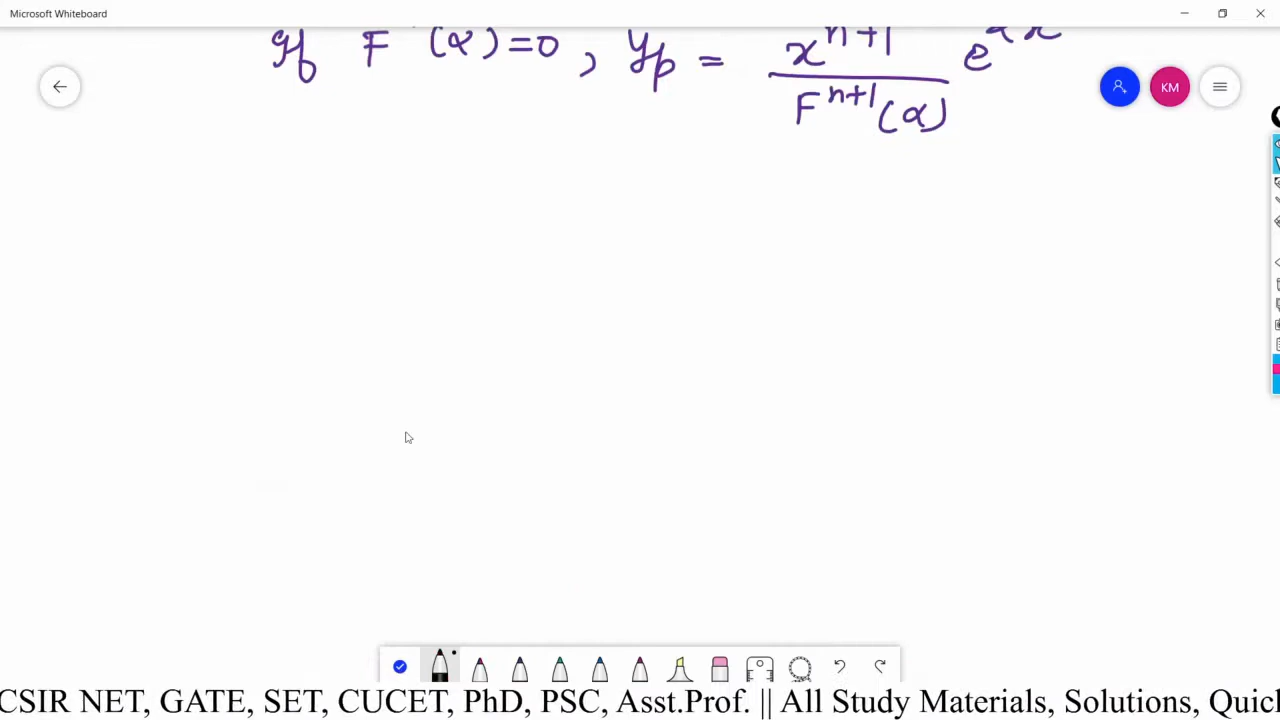 Microsoft Whiteboard
If F (α)=0 , yp = x^n+1 / F^n+1(α) e^αx
KM
CSIR NET, GATE, SET, CUCET, PhD, PSC, Asst.Prof. || All Study Materials, Solutions, Quic